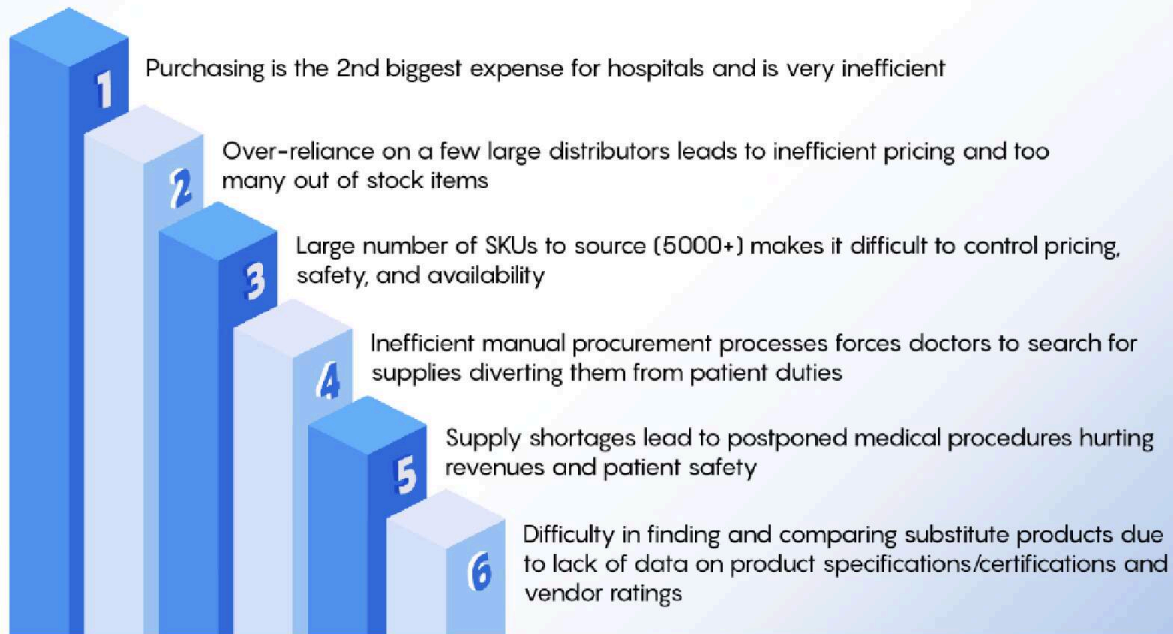 1
Purchasing is the 2nd biggest expense for hospitals and is very inefficient
2
Over-reliance on a few large distributors leads to inefficient pricing and too
many out of stock items
3
Large number of SKUs to source (5000+) makes it difficult to control pricing,
safety, and availability
4
Inefficient manual procurement processes forces doctors to search for
supplies diverting them from patient duties
5
Supply shortages lead to postponed medical procedures hurting
revenues and patient safety
6
Difficulty in finding and comparing substitute products due
to lack of data on product specifications/certifications and
vendor ratings